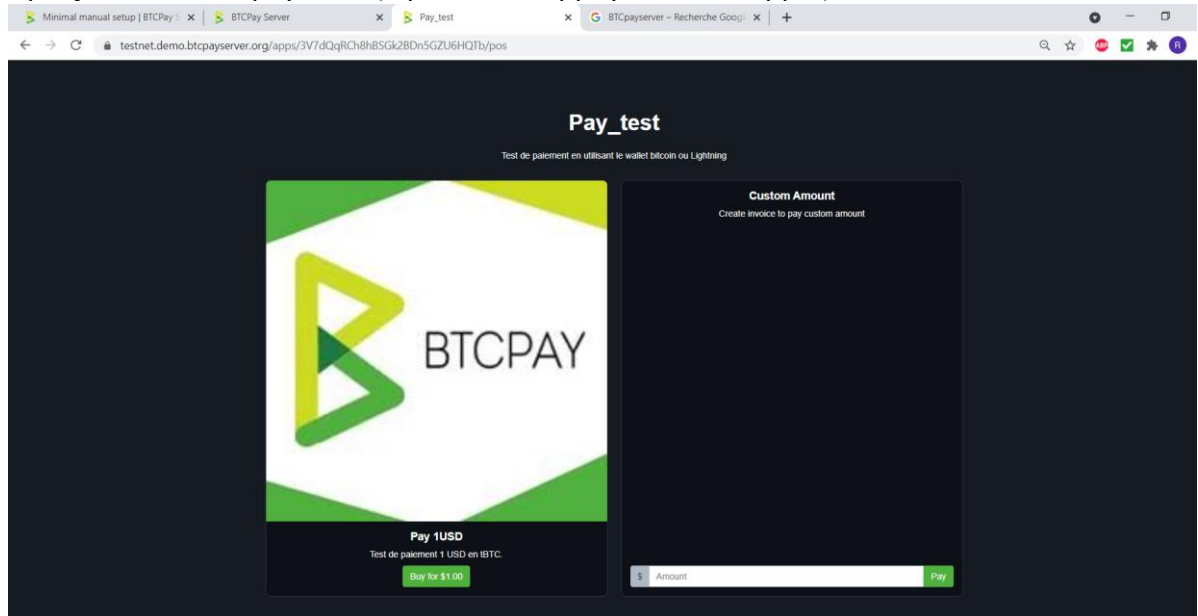 Minimal manual setup | BTCPay S
BTCPay Server
Pay_test
BTCpayserver – Recherche Googl
testnet.demo.btcpayserver.org/apps/3V7dQqRCh8hBSGk2BDn5GZU6HQTb/pos
ABP
R
Pay_test
Test de paiement en utilisant le wallet bitcoin ou Lightning
BTCPAY
Pay 1USD
Test de paiement 1 USD en tBTC.
Buy for $1.00
Custom Amount
Create invoice to pay custom amount
$ Amount Pay